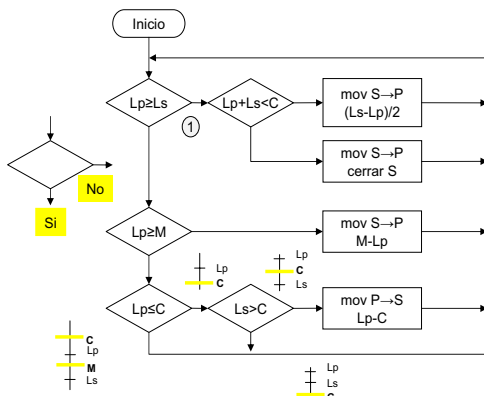 Inicio
Lp≥Ls
Lp+Ls<C
mov S→P
(Ls-Lp)/2
1
mov S→P
cerrar S
No
Si
Lp≥M
mov S→P
M-Lp
Lp
C
Lp
C
Ls
Lp≤C
Ls>C
mov P→S
Lp-C
C
Lp
M
Ls
Lp
Ls
C